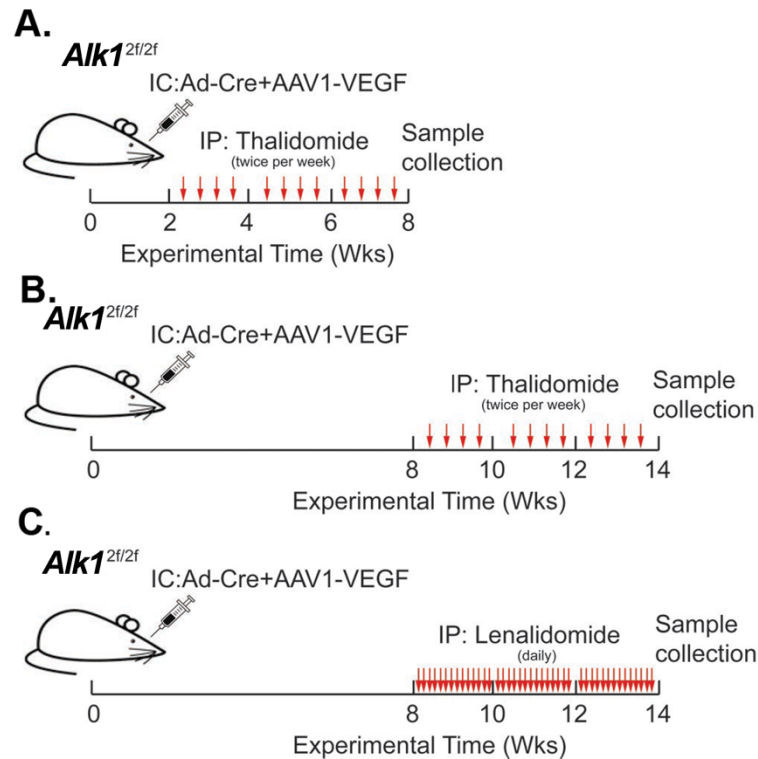 A.
Alk1 2f/2f
IC:Ad-Cre+AAV1-VEGF
IP: Thalidomide
(twice per week)
Sample
collection
0 2 4 6 8
Experimental Time (Wks)
B.
Alk1 2f/2f
IC:Ad-Cre+AAV1-VEGF
IP: Thalidomide
(twice per week)
Sample
collection
0 8 10 12 14
Experimental Time (Wks)
C.
Alk1 2f/2f
IC:Ad-Cre+AAV1-VEGF
IP: Lenalidomide
(daily)
Sample
collection
0 8 10 12 14
Experimental Time (Wks)